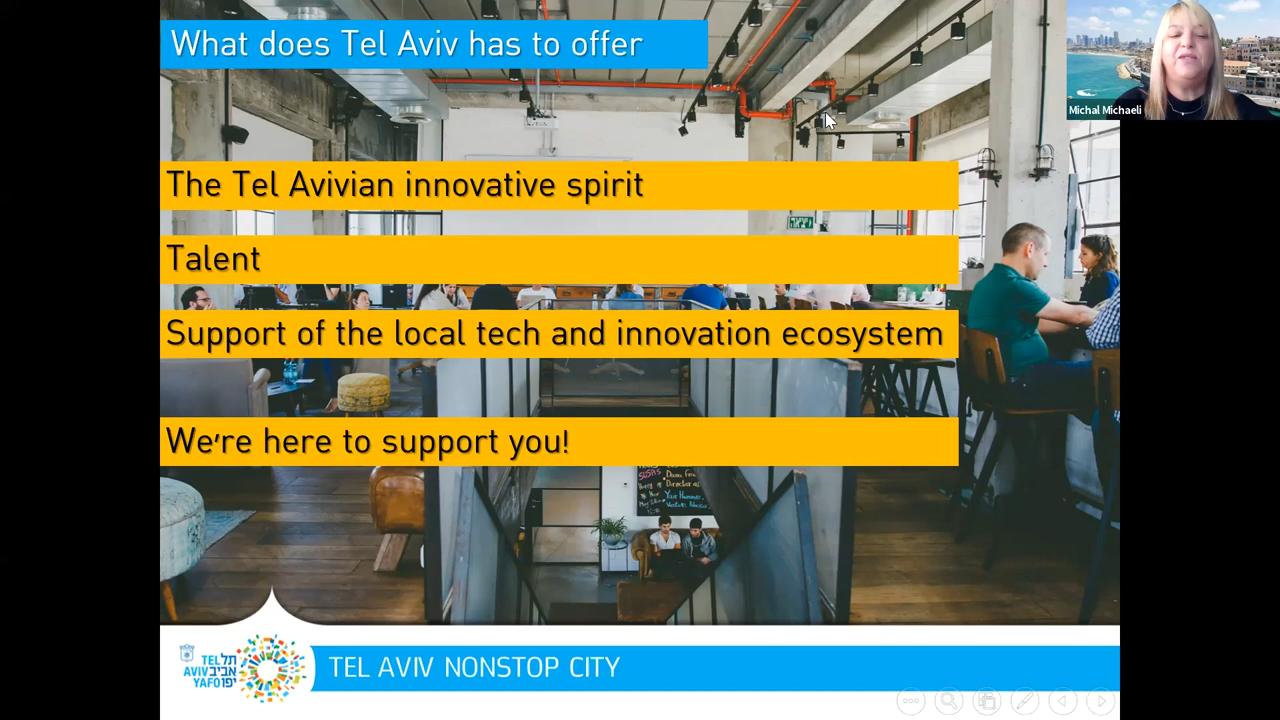 What does Tel Aviv has to offer
Michal Michaeli
The Tel Avivian innovative spirit
Talent
Support of the local tech and innovation ecosystem
We're here to support you!
TEL תל
AVIV אביב
YAFO יפו
TEL AVIV NONSTOP CITY